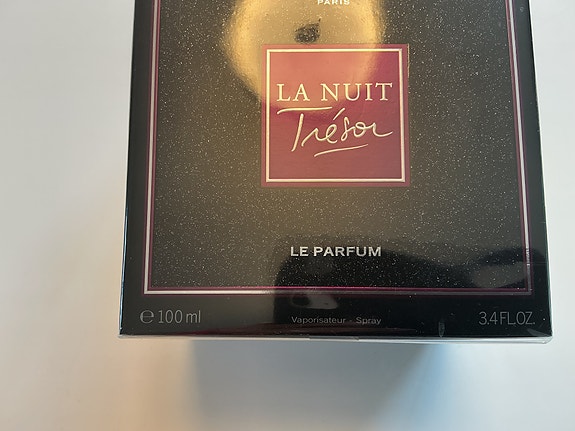 PARIS
LA NUIT
Trésor
LE PARFUM
℮ 100 ml
Vaporisateur - Spray
3.4 FL.OZ.